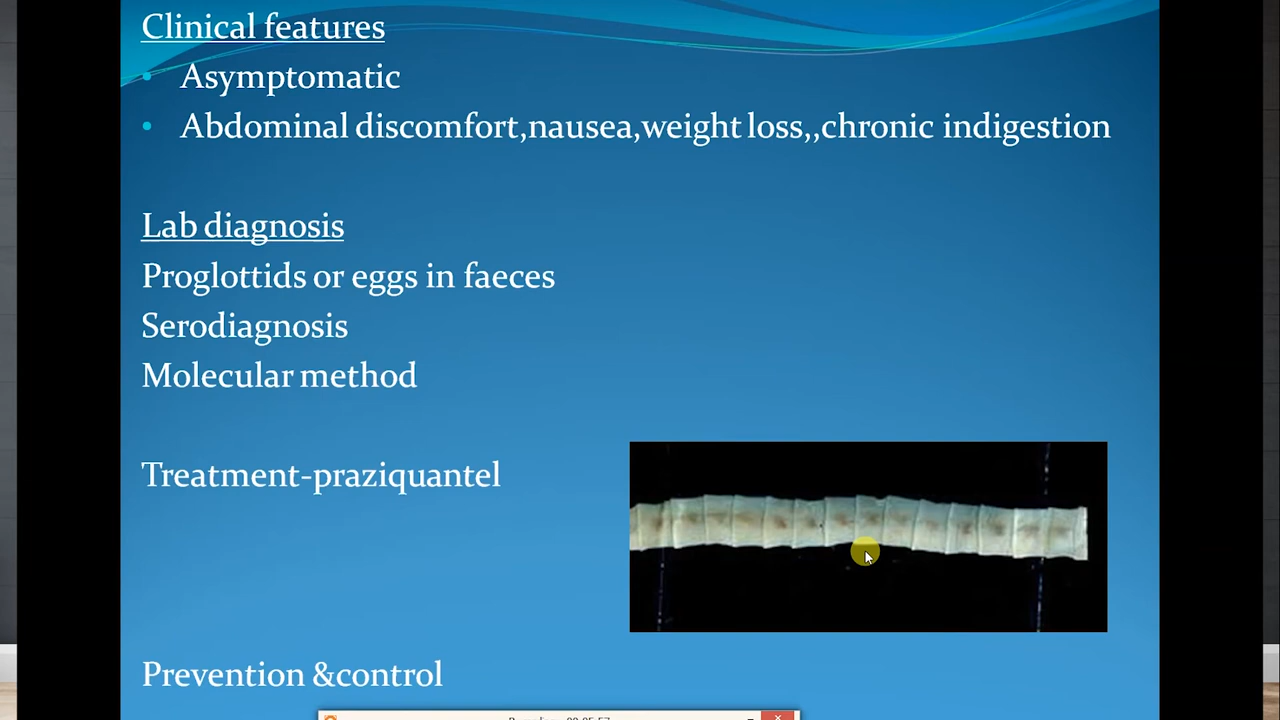 Clinical features
• Asymptomatic
• Abdominal discomfort,nausea,weight loss,,chronic indigestion
Lab diagnosis
Proglottids or eggs in faeces
Serodiagnosis
Molecular method
Treatment-praziquantel
Prevention &control